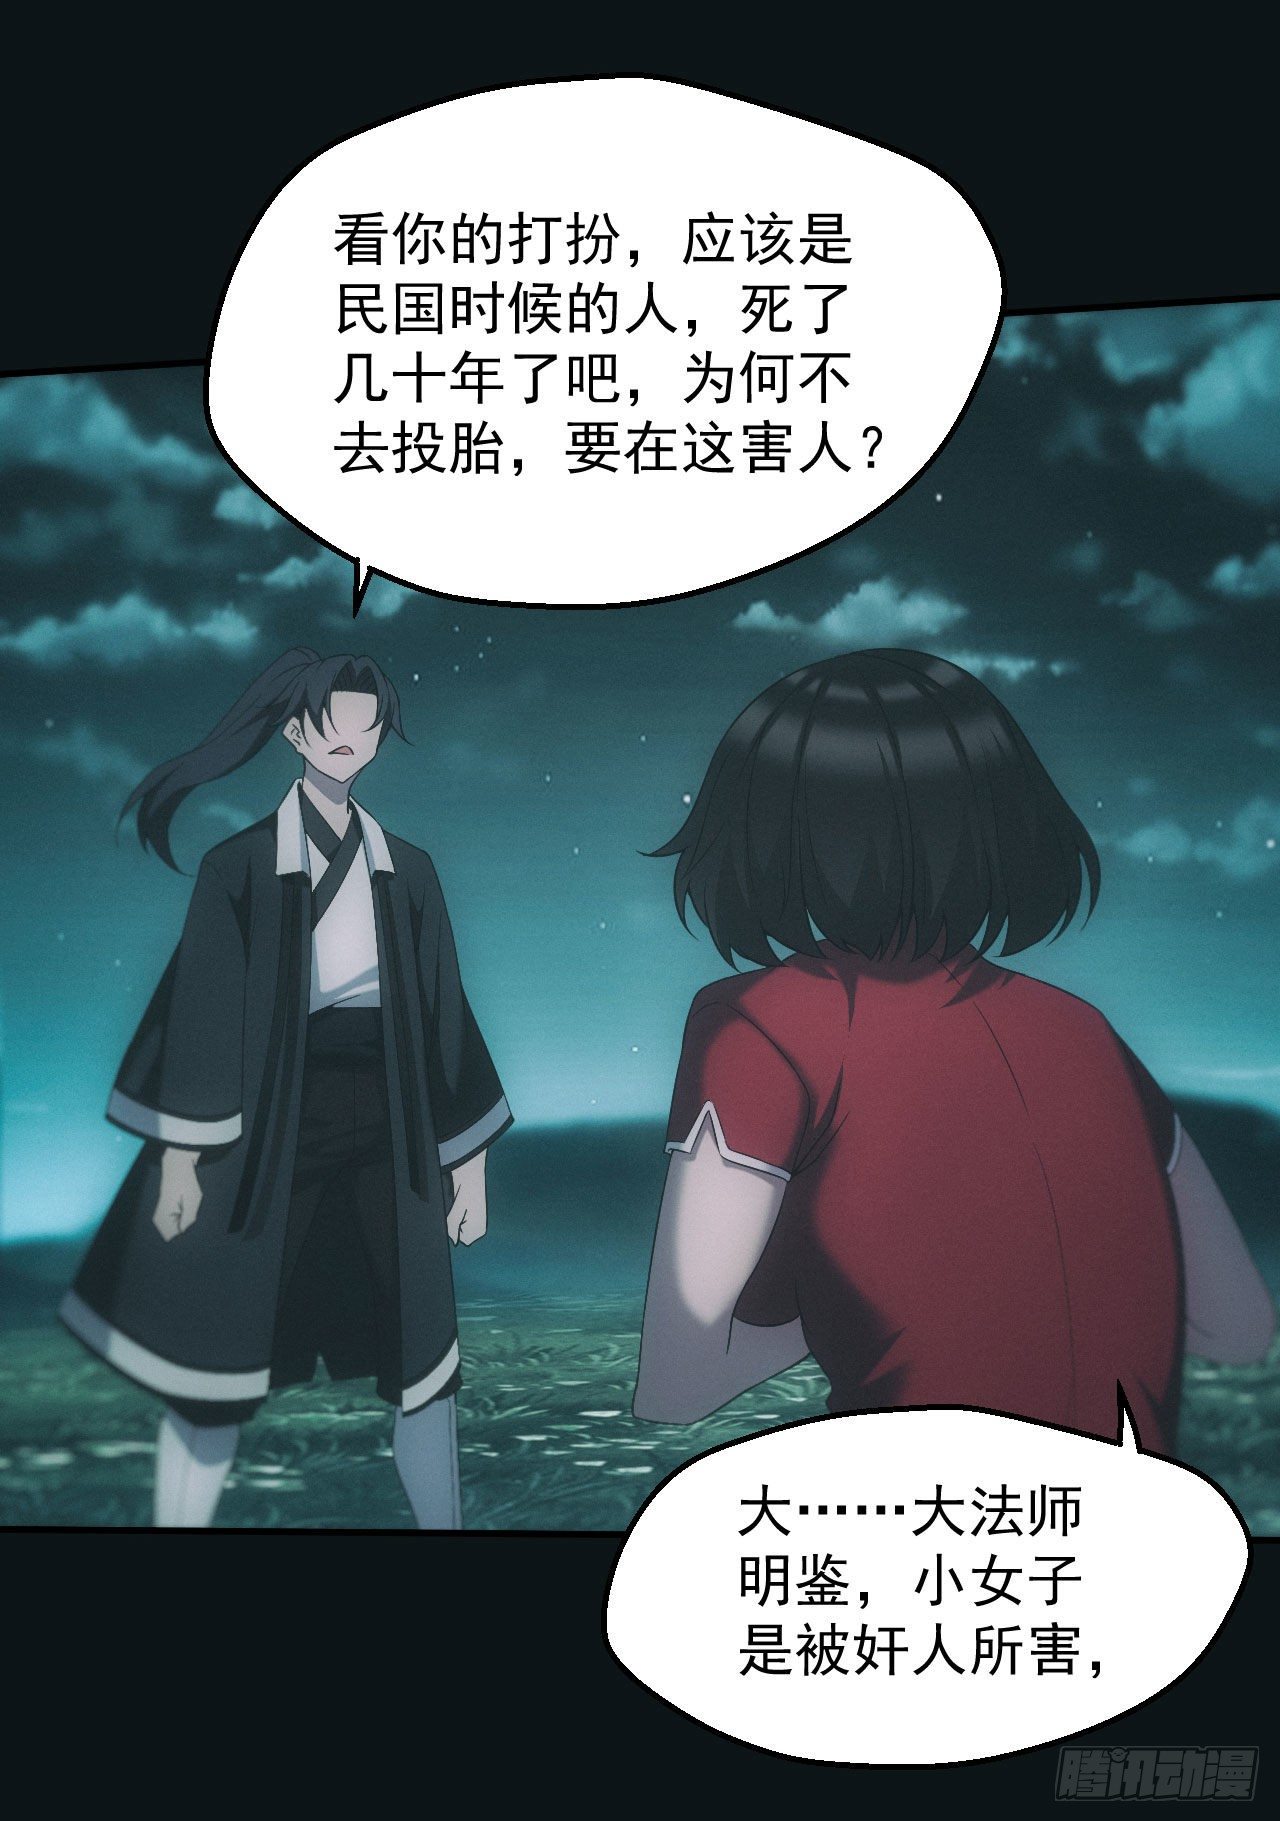 看你的打扮，应该是
民国时候的人，死了
几十年了吧，为何不
去投胎，要在这害人？
大……大法师
明鉴，小女子
是被奸人所害，
腾讯动漫